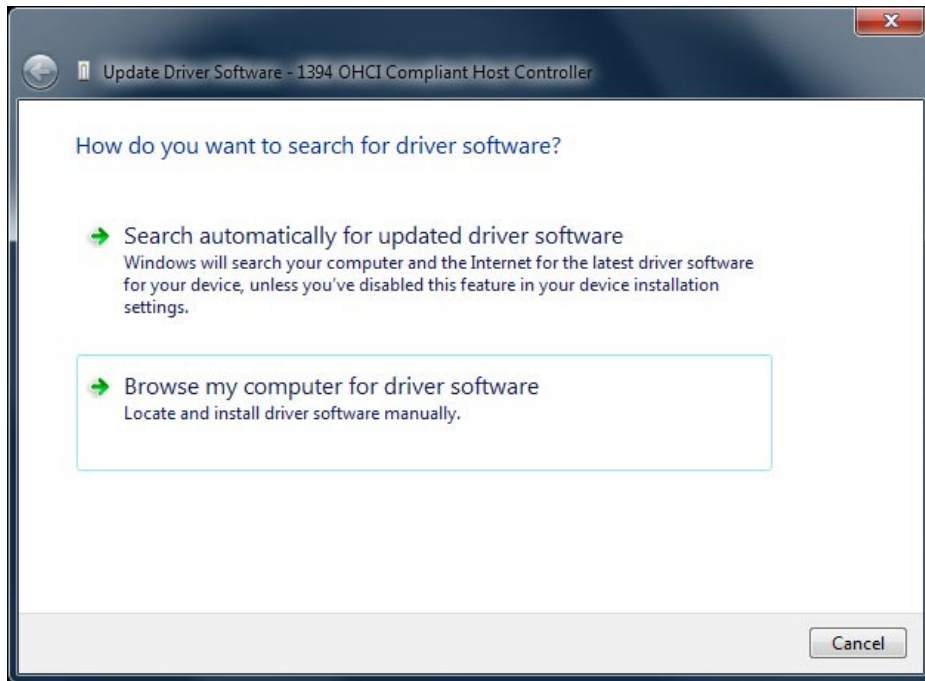 Update Driver Software - 1394 OHCI Compliant Host Controller
How do you want to search for driver software?
Search automatically for updated driver software
Windows will search your computer and the Internet for the latest driver software
for your device, unless you've disabled this feature in your device installation
settings.
Browse my computer for driver software
Locate and install driver software manually.
Cancel